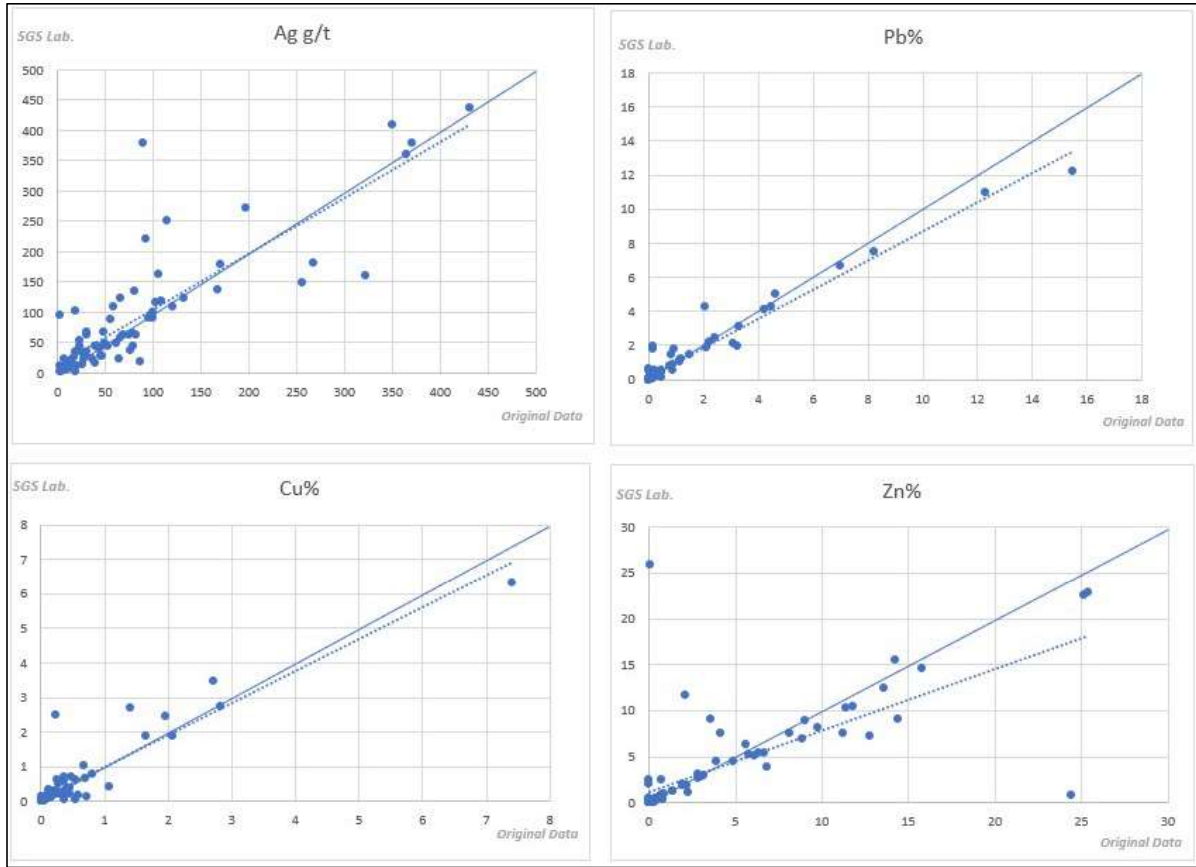 Ag g/t
SGS Lab.
500
450
400
350
300
250
200
150
100
50
0
0 50 100 150 200 250 300 350 400 450 500
Original Data
Pb%
SGS Lab.
18
16
14
12
10
8
6
4
2
0
0 2 4 6 8 10 12 14 16 18
Original Data
Cu%
SGS Lab.
8
7
6
5
4
3
2
1
0
0 1 2 3 4 5 6 7 8
Original Data
Zn%
SGS Lab.
30
25
20
15
10
5
0
0 5 10 15 20 25 30
Original Data